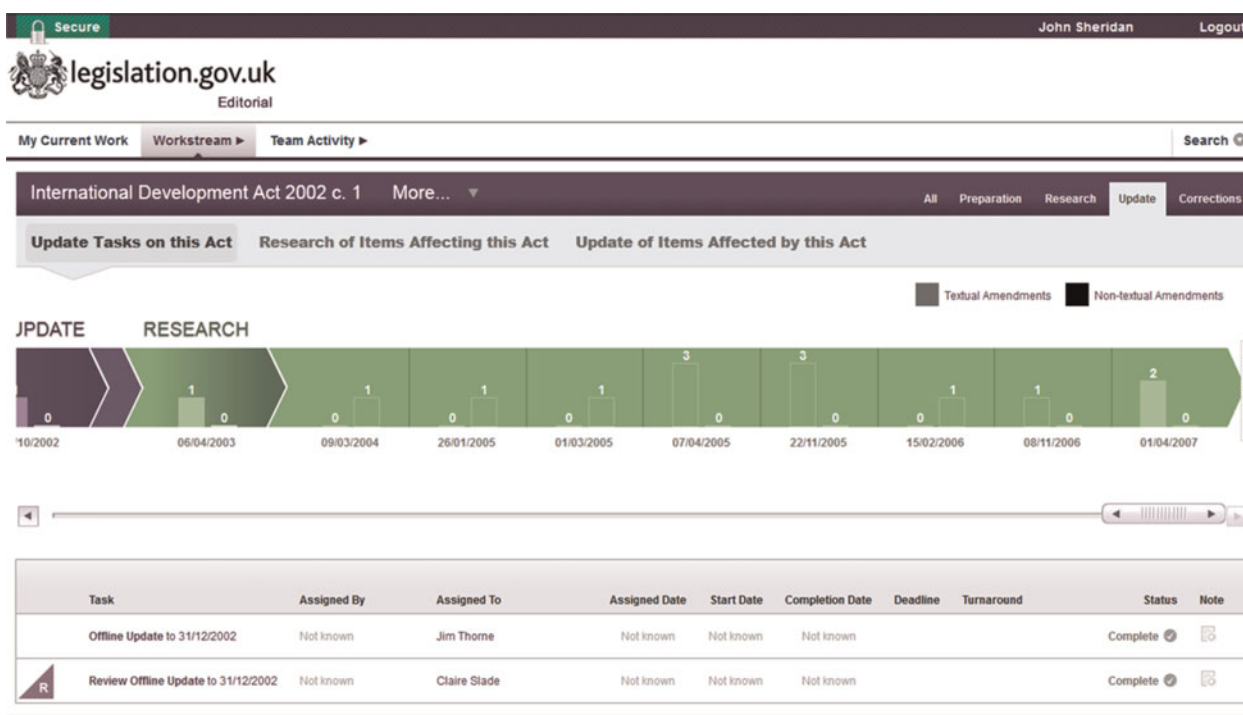 Secure John Sheridan Logout
legislation.gov.uk
Editorial
My Current Work Workstream ▶ Team Activity ▶ Search
International Development Act 2002 c. 1 More... ▼ All Preparation Research Update Corrections
Update Tasks on this Act Research of Items Affecting this Act Update of Items Affected by this Act
Textual Amendments Non-textual Amendments
UPDATE RESEARCH
3 3
2
1 1 1 1 1 1
0 0 0 0 0 0 0 0 0 0
/10/2002 06/04/2003 09/03/2004 26/01/2005 01/03/2005 07/04/2005 22/11/2005 15/02/2006 08/11/2006 01/04/2007
Task Assigned By Assigned To Assigned Date Start Date Completion Date Deadline Turnaround Status Note
Offline Update to 31/12/2002 Not known Jim Thorne Not known Not known Not known Complete
R Review Offline Update to 31/12/2002 Not known Claire Slade Not known Not known Not known Complete